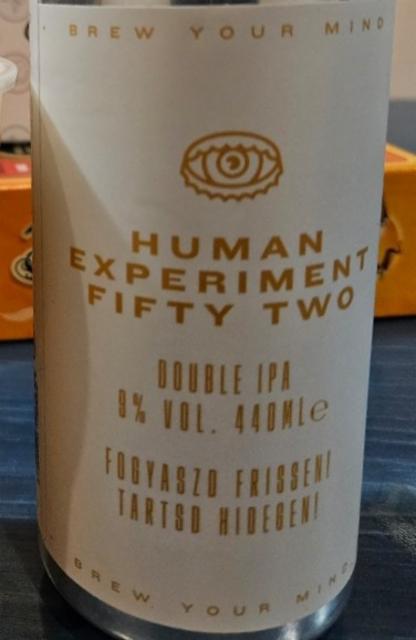 BREW YOUR MIND
HUMAN
EXPERIMENT
FIFTY TWO
DOUBLE IPA
9% VOL. 440ML℮
FOGYASZD FRISSEN!
TARTSD HIDEGEN!
BREW YOUR MIND